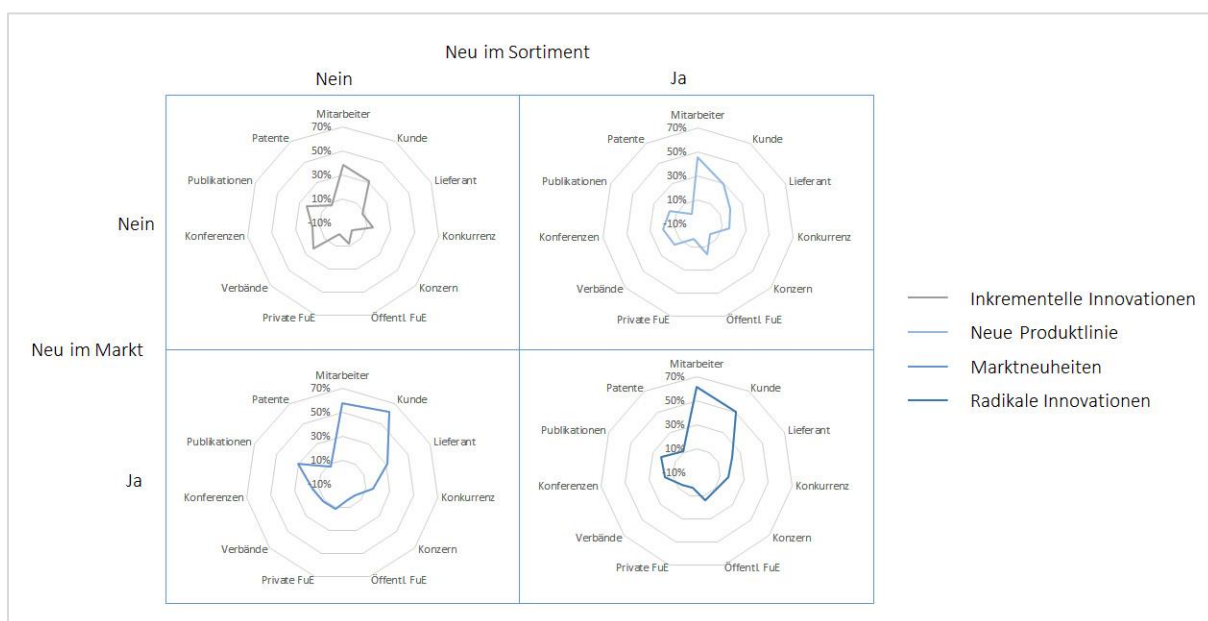 Neu im Sortiment
Nein
Ja
Nein
Mitarbeiter
70%
50%
30%
10%
-10%
Kunde
Lieferant
Konkurrenz
Konzern
Öffentl. FuE
Private FuE
Verbände
Konferenzen
Publikationen
Patente
Mitarbeiter
70%
50%
30%
10%
-10%
Kunde
Lieferant
Konkurrenz
Konzern
Öffentl. FuE
Private FuE
Verbände
Konferenzen
Publikationen
Patente
Neu im Markt
Ja
Mitarbeiter
70%
50%
30%
10%
-10%
Kunde
Lieferant
Konkurrenz
Konzern
Öffentl. FuE
Private FuE
Verbände
Konferenzen
Publikationen
Patente
Mitarbeiter
70%
50%
30%
10%
-10%
Kunde
Lieferant
Konkurrenz
Konzern
Öffentl. FuE
Private FuE
Verbände
Konferenzen
Publikationen
Patente
Inkrementelle Innovationen
Neue Produktlinie
Marktneuheiten
Radikale Innovationen